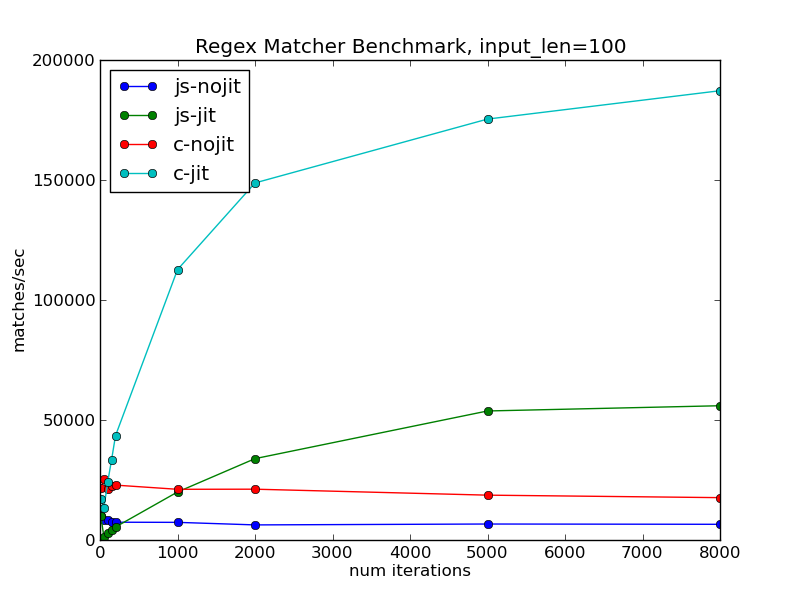 Regex Matcher Benchmark, input_len=100
200000
150000
100000
50000
0
matches/sec
js-nojit
js-jit
c-nojit
c-jit
0 1000 2000 3000 4000 5000 6000 7000 8000
num iterations